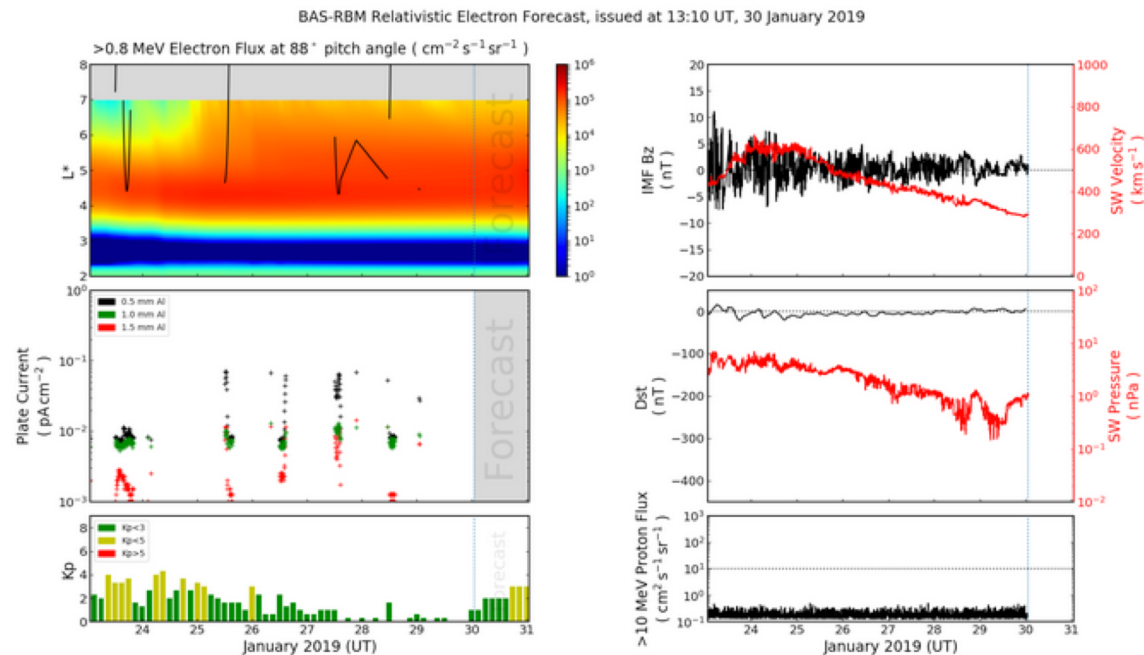 BAS-RBM Relativistic Electron Forecast, issued at 13:10 UT, 30 January 2019
>0.8 MeV Electron Flux at 88° pitch angle ( cm⁻² s⁻¹ sr⁻¹ )
8
7
6
5
4
3
2
L*
10⁶
10⁵
10⁴
10³
10²
10¹
10⁰
Forecast
20
15
10
5
0
−5
−10
−15
−20
IMF Bz
( nT )
1000
800
600
400
200
0
SW Velocity
( km s⁻¹ )
10⁰
10⁻¹
10⁻²
10⁻³
Plate Current
( pA cm⁻² )
0.5 mm Al
1.0 mm Al
1.5 mm Al
Forecast
0
−100
−200
−300
−400
Dst
( nT )
10²
10¹
10⁰
10⁻¹
10⁻²
SW Pressure
( nPa )
8
6
4
2
0
Kp
Kp<3
Kp<5
Kp>5
Forecast
24 25 26 27 28 29 30 31
January 2019 (UT)
>10 MeV Proton Flux
( cm² s⁻¹ sr⁻¹ )
10⁴
10³
10²
10¹
10⁰
10⁻¹
24 25 26 27 28 29 30 31
January 2019 (UT)